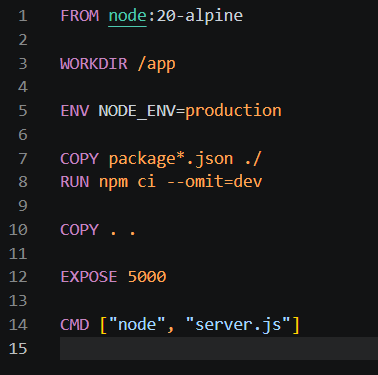 1 FROM node:20-alpine
2
3 WORKDIR /app
4
5 ENV NODE_ENV=production
6
7 COPY package*.json ./
8 RUN npm ci --omit=dev
9
10 COPY . .
11
12 EXPOSE 5000
13
14 CMD ["node", "server.js"]
15